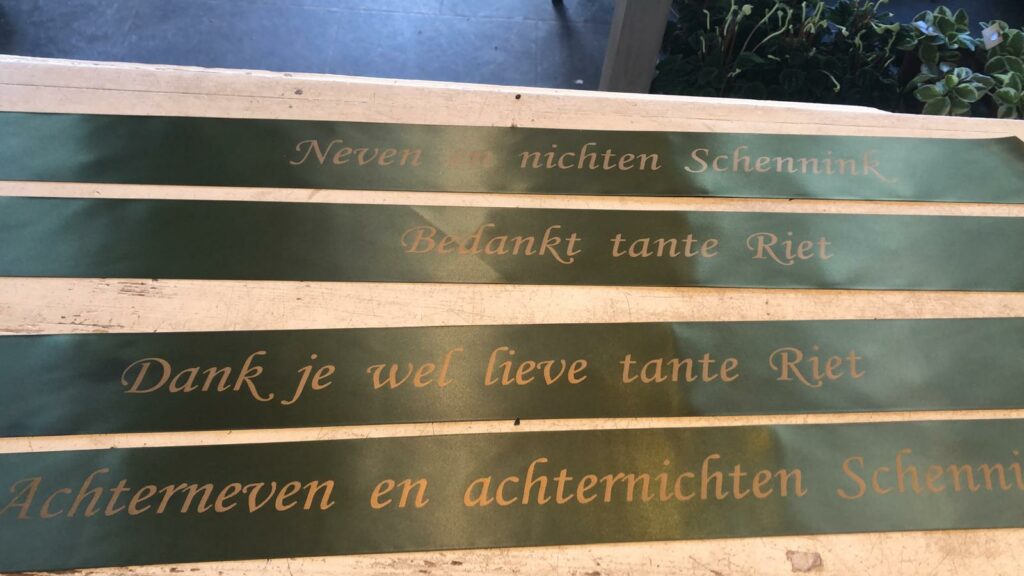 Neven en nichten Schennink
Bedankt tante Riet
Dank je wel lieve tante Riet
Achterneven en achternichten Schenni